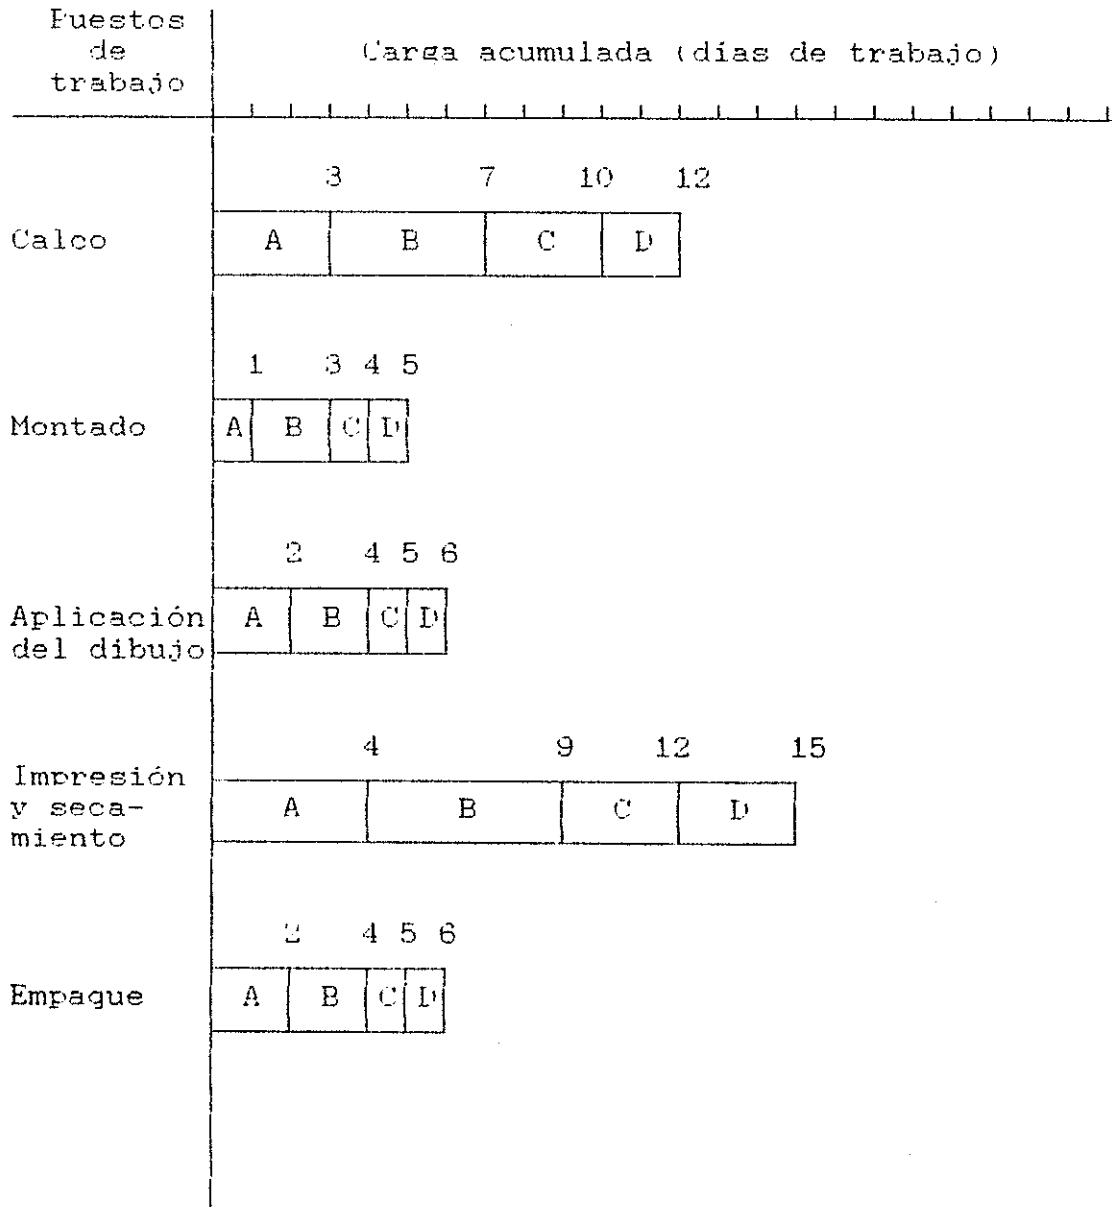 Puestos
de
trabajo
Carga acumulada (días de trabajo)
3 7 10 12
Calco A B C D
1 3 4 5
Montado A B C D
2 4 5 6
Aplicación
del dibujo A B C D
4 9 12 15
Impresión
y seca-
miento A B C D
2 4 5 6
Empaque A B C D